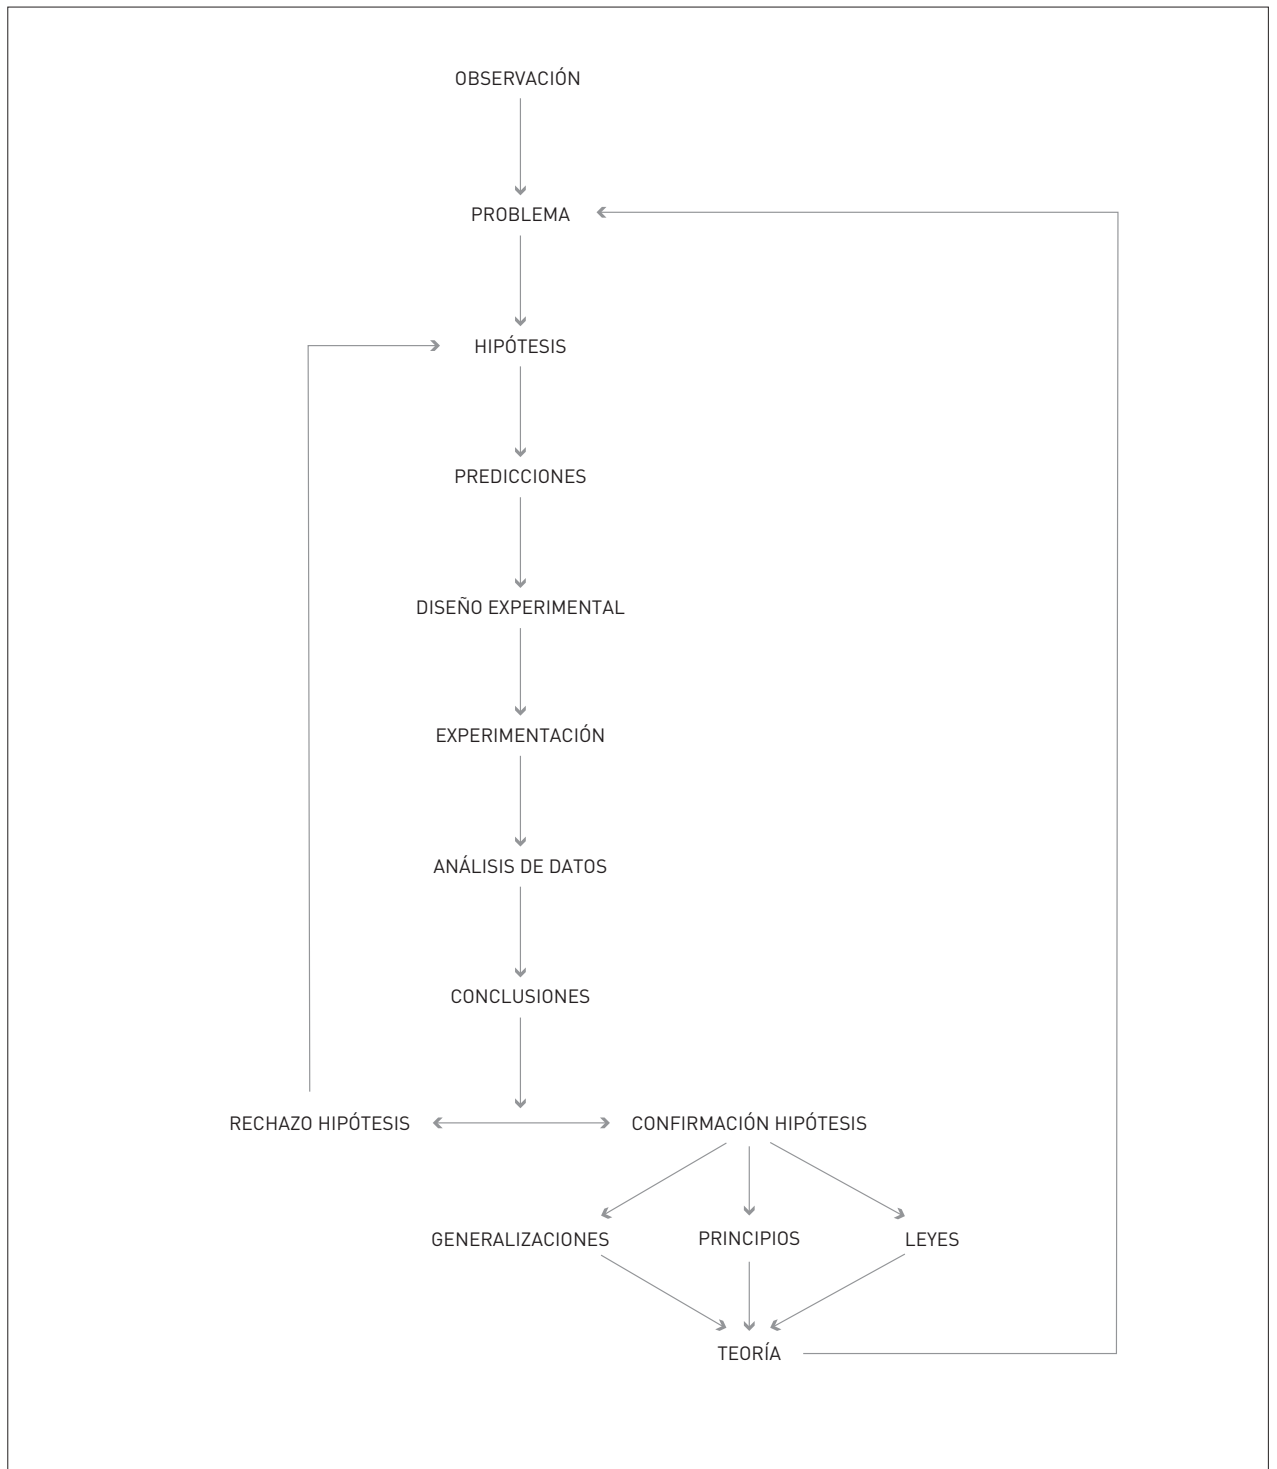 OBSERVACIÓN
PROBLEMA
HIPÓTESIS
PREDICCIONES
DISEÑO EXPERIMENTAL
EXPERIMENTACIÓN
ANÁLISIS DE DATOS
CONCLUSIONES
RECHAZO HIPÓTESIS
CONFIRMACIÓN HIPÓTESIS
GENERALIZACIONES
PRINCIPIOS
LEYES
TEORÍA